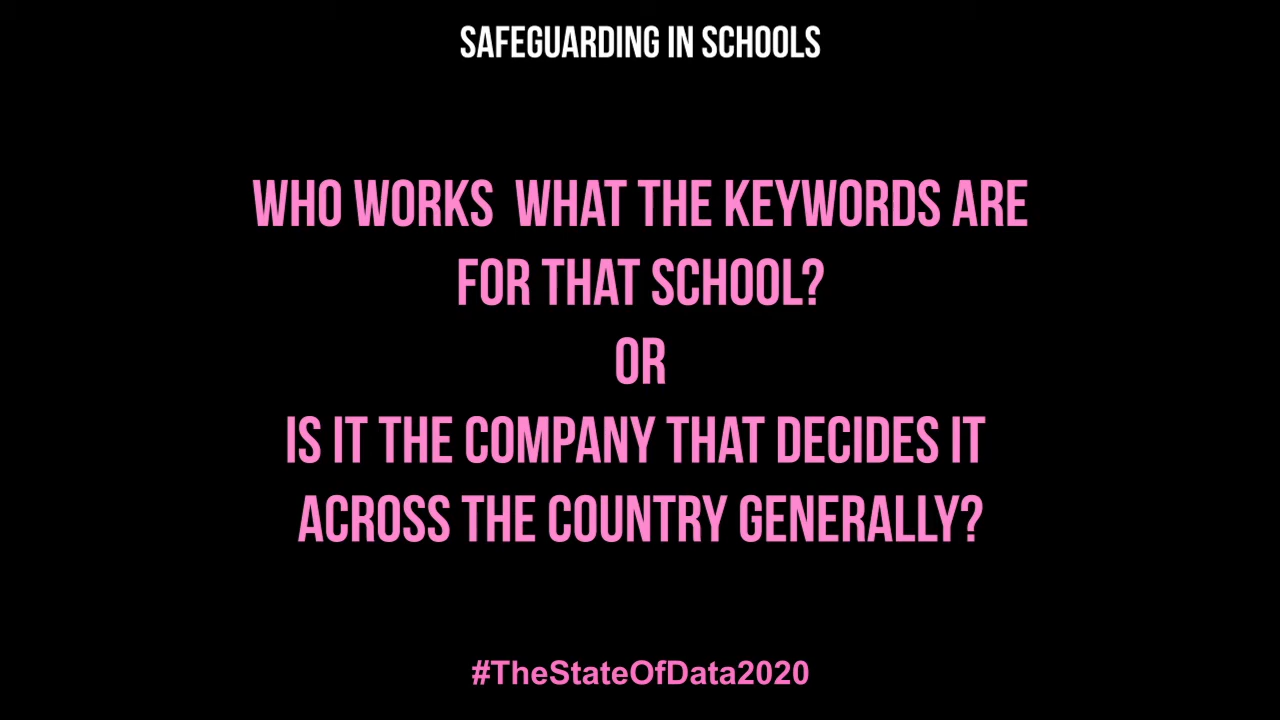 SAFEGUARDING IN SCHOOLS
WHO WORKS  WHAT THE KEYWORDS ARE
FOR THAT SCHOOL?
OR
IS IT THE COMPANY THAT DECIDES IT
ACROSS THE COUNTRY GENERALLY?
#TheStateOfData2020